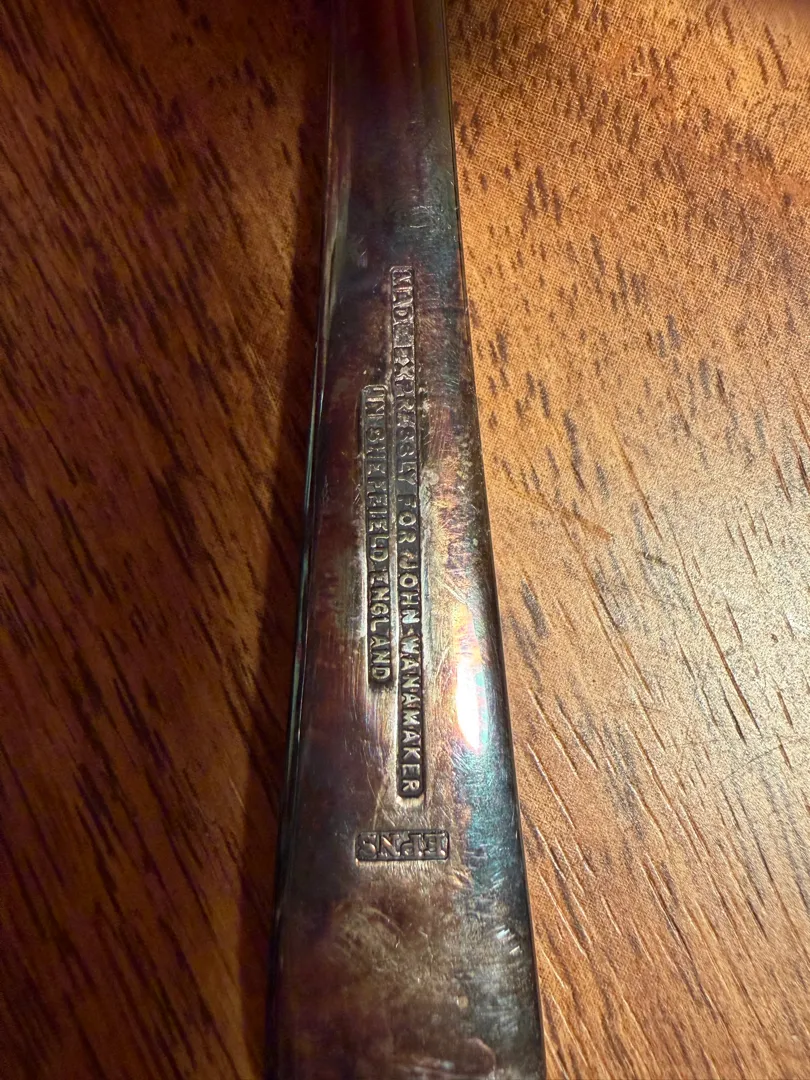 MADE EXPRESSLY FOR JOHN WANAMAKER
IN SHEFFIELD ENGLAND
EPNS